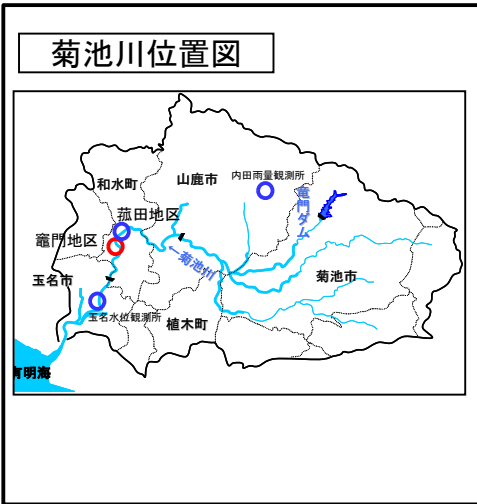 菊池川位置図
和水町
山鹿市
内田雨量観測所
竜門ダム
菰田地区
竈門地区
←菊池川
菊池市
玉名市
玉名水位観測所
植木町
有明海